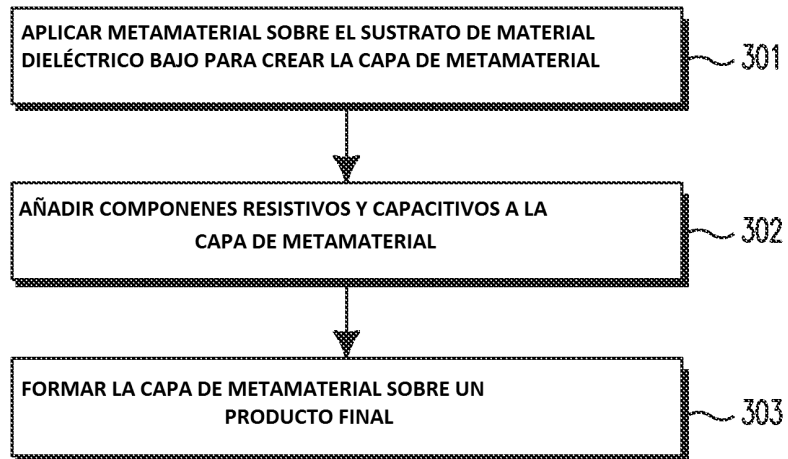 APLICAR METAMATERIAL SOBRE EL SUSTRATO DE MATERIAL
DIELÉCTRICO BAJO PARA CREAR LA CAPA DE METAMATERIAL
301
AÑADIR COMPONENES RESISTIVOS Y CAPACITIVOS A LA
CAPA DE METAMATERIAL
302
FORMAR LA CAPA DE METAMATERIAL SOBRE UN
PRODUCTO FINAL
303